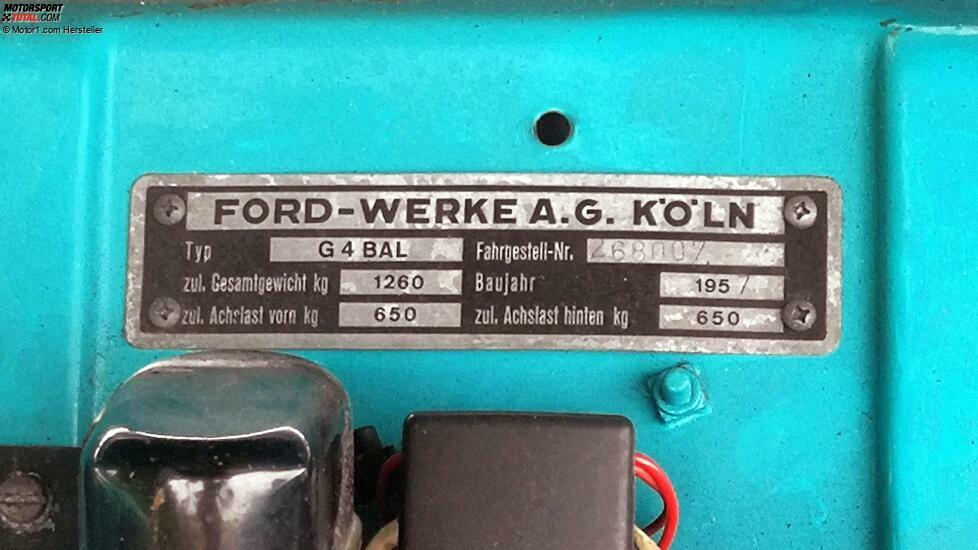 MOTORSPORT
TOTAL.COM
© Motor1.com Hersteller
FORD-WERKE A.G. KÖLN
Typ G 4 BAL Fahrgestell-Nr.
zul. Gesamtgewicht kg 1260 Baujahr 195
zul. Achslast vorn kg 650 zul. Achslast hinten kg 650